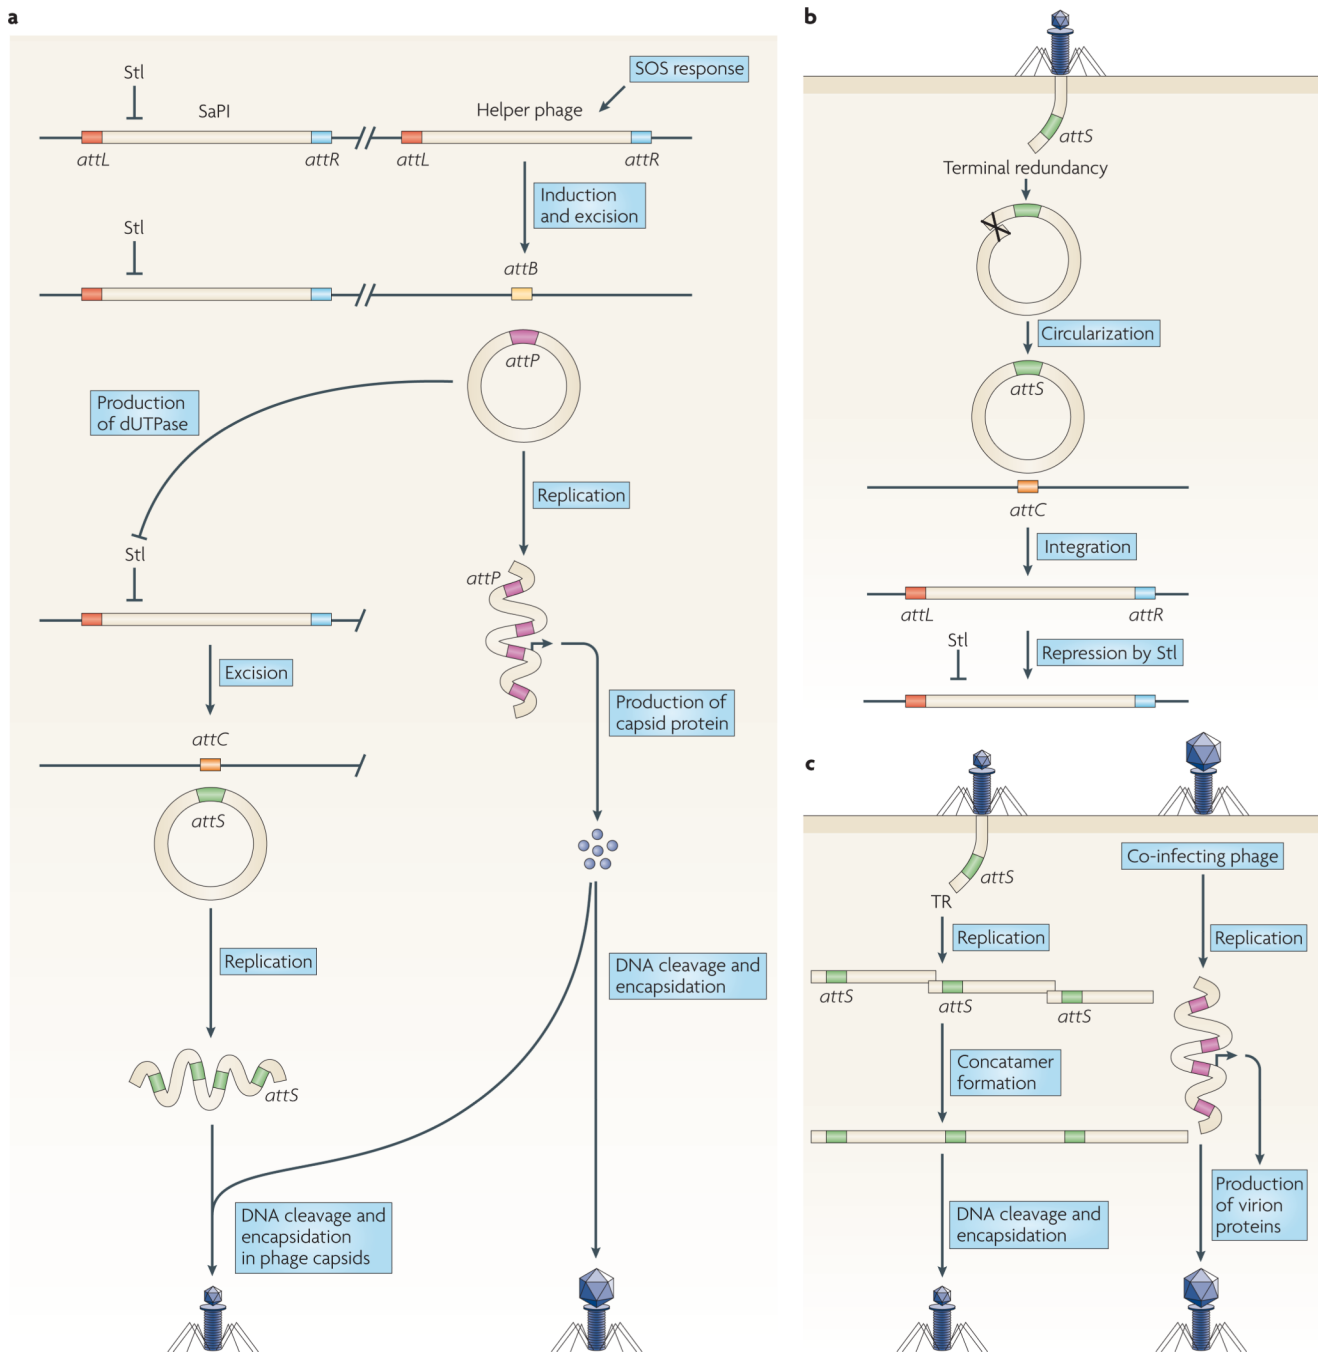 a
Stl
SaPI
Helper phage
SOS response
attL
attR
attL
attR
Induction
and excision
Stl
attB
attP
Production
of dUTPase
Replication
Stl
attP
Excision
Production of
capsid protein
attC
attS
Replication
DNA cleavage and
encapsidation
attS
DNA cleavage and
encapsidation
in phage capsids
b
attS
Terminal redundancy
Circularization
attS
attC
Integration
attL
attR
Stl
Repression by Stl
c
attS
Co-infecting phage
TR
Replication
Replication
attS
attS
attS
Concatamer
formation
Production
of virion
proteins
DNA cleavage and
encapsidation